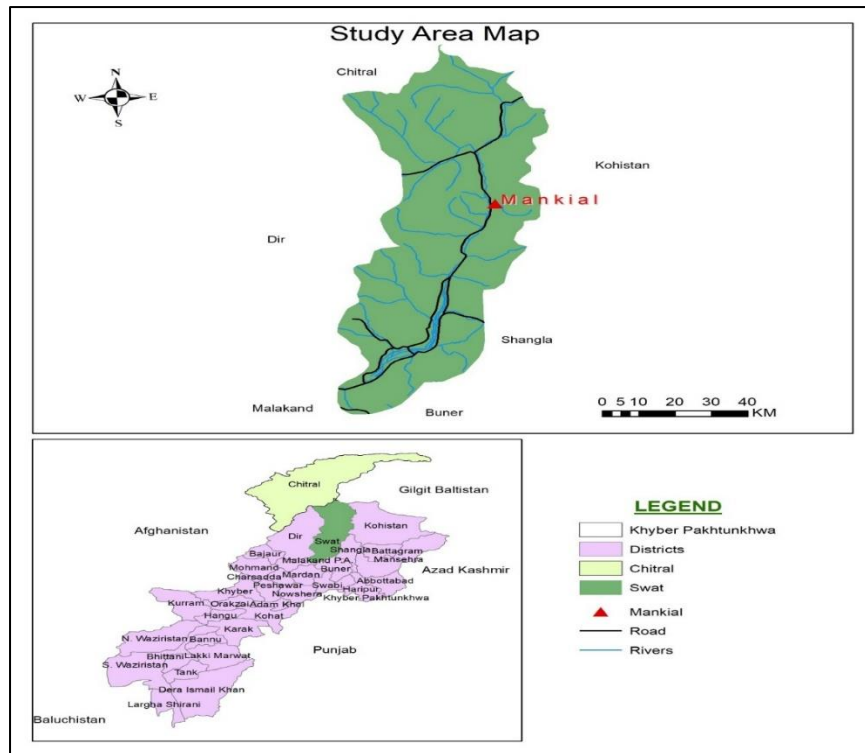 Study Area Map
Chitral
N
W E
S
Kohistan
Mankial
Dir
Shangla
Malakand
Buner
0 5 10 20 30 40
KM
Chitral
Gilgit Baltistan
Afghanistan
Kohistan
Dir
Swat
Shangla
Battagram
Bajaur
Malakand P.A.
Mansehra
Mohmand
Buner
Azad Kashmir
Charsadda
Mardan
Abbottabad
Peshawar
Swabi
Haripur
Khyber
Nowshera
Khyber Pakhtunkhwa
Kurram
Orakzai
Adam Khel
Hangu
Kohat
Karak
N. Waziristan
Bannu
Punjab
Bhittani
Lakki Marwat
S. Waziristan
Tank
Dera Ismail Khan
Largha Shirani
Baluchistan
LEGEND
Khyber Pakhtunkhwa
Districts
Chitral
Swat
Mankial
Road
Rivers